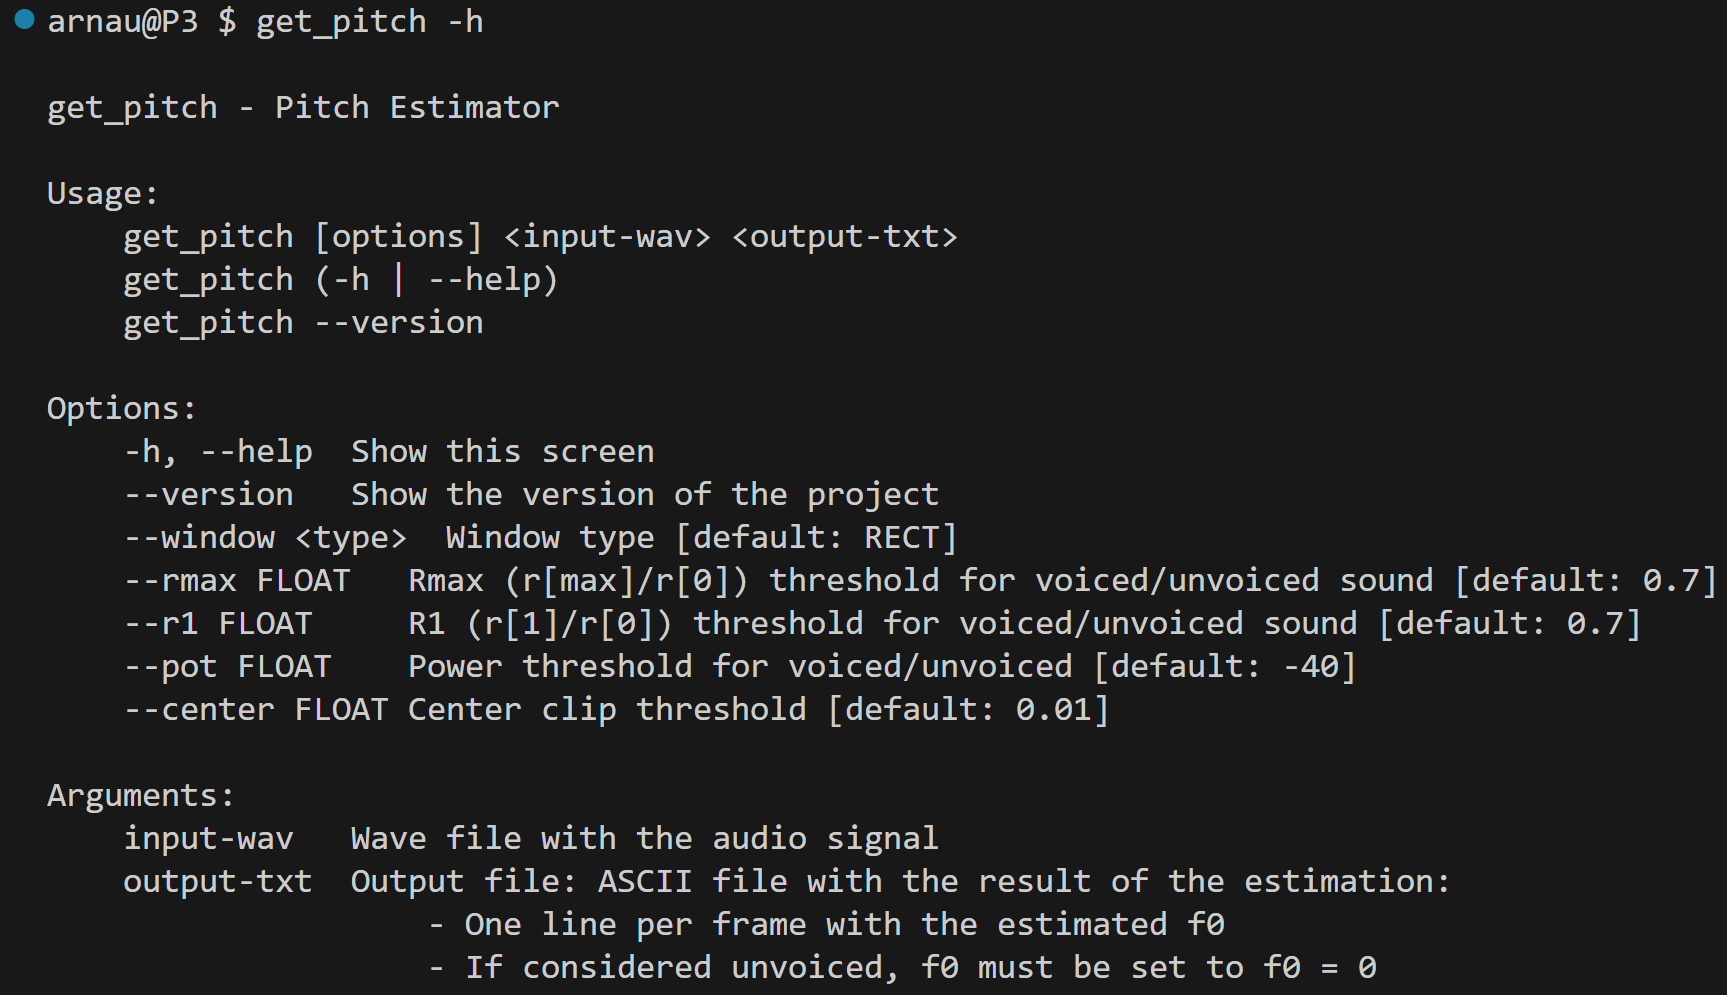 arnau@P3 $ get_pitch -h
get_pitch - Pitch Estimator
Usage:
get_pitch [options] <input-wav> <output-txt>
get_pitch (-h | --help)
get_pitch --version
Options:
-h, --help  Show this screen
--version   Show the version of the project
--window <type>  Window type [default: RECT]
--rmax FLOAT   Rmax (r[max]/r[0]) threshold for voiced/unvoiced sound [default: 0.7]
--r1 FLOAT     R1 (r[1]/r[0]) threshold for voiced/unvoiced sound [default: 0.7]
--pot FLOAT    Power threshold for voiced/unvoiced [default: -40]
--center FLOAT Center clip threshold [default: 0.01]
Arguments:
input-wav   Wave file with the audio signal
output-txt  Output file: ASCII file with the result of the estimation:
- One line per frame with the estimated f0
- If considered unvoiced, f0 must be set to f0 = 0